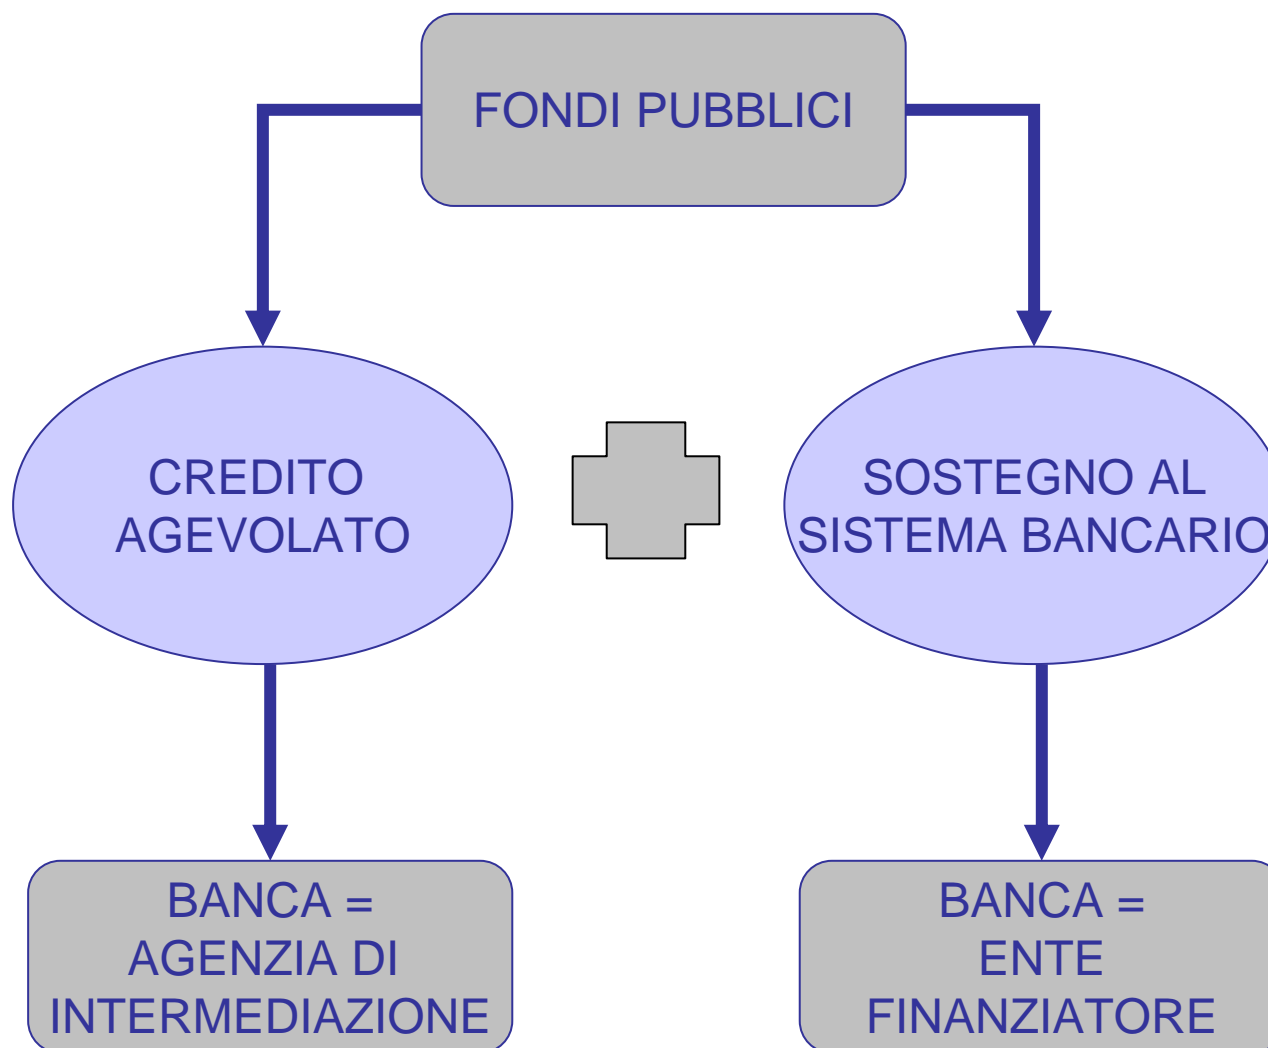 FONDI PUBBLICI
CREDITO
AGEVOLATO
SOSTEGNO AL
SISTEMA BANCARIO
BANCA =
AGENZIA DI
INTERMEDIAZIONE
BANCA =
ENTE
FINANZIATORE